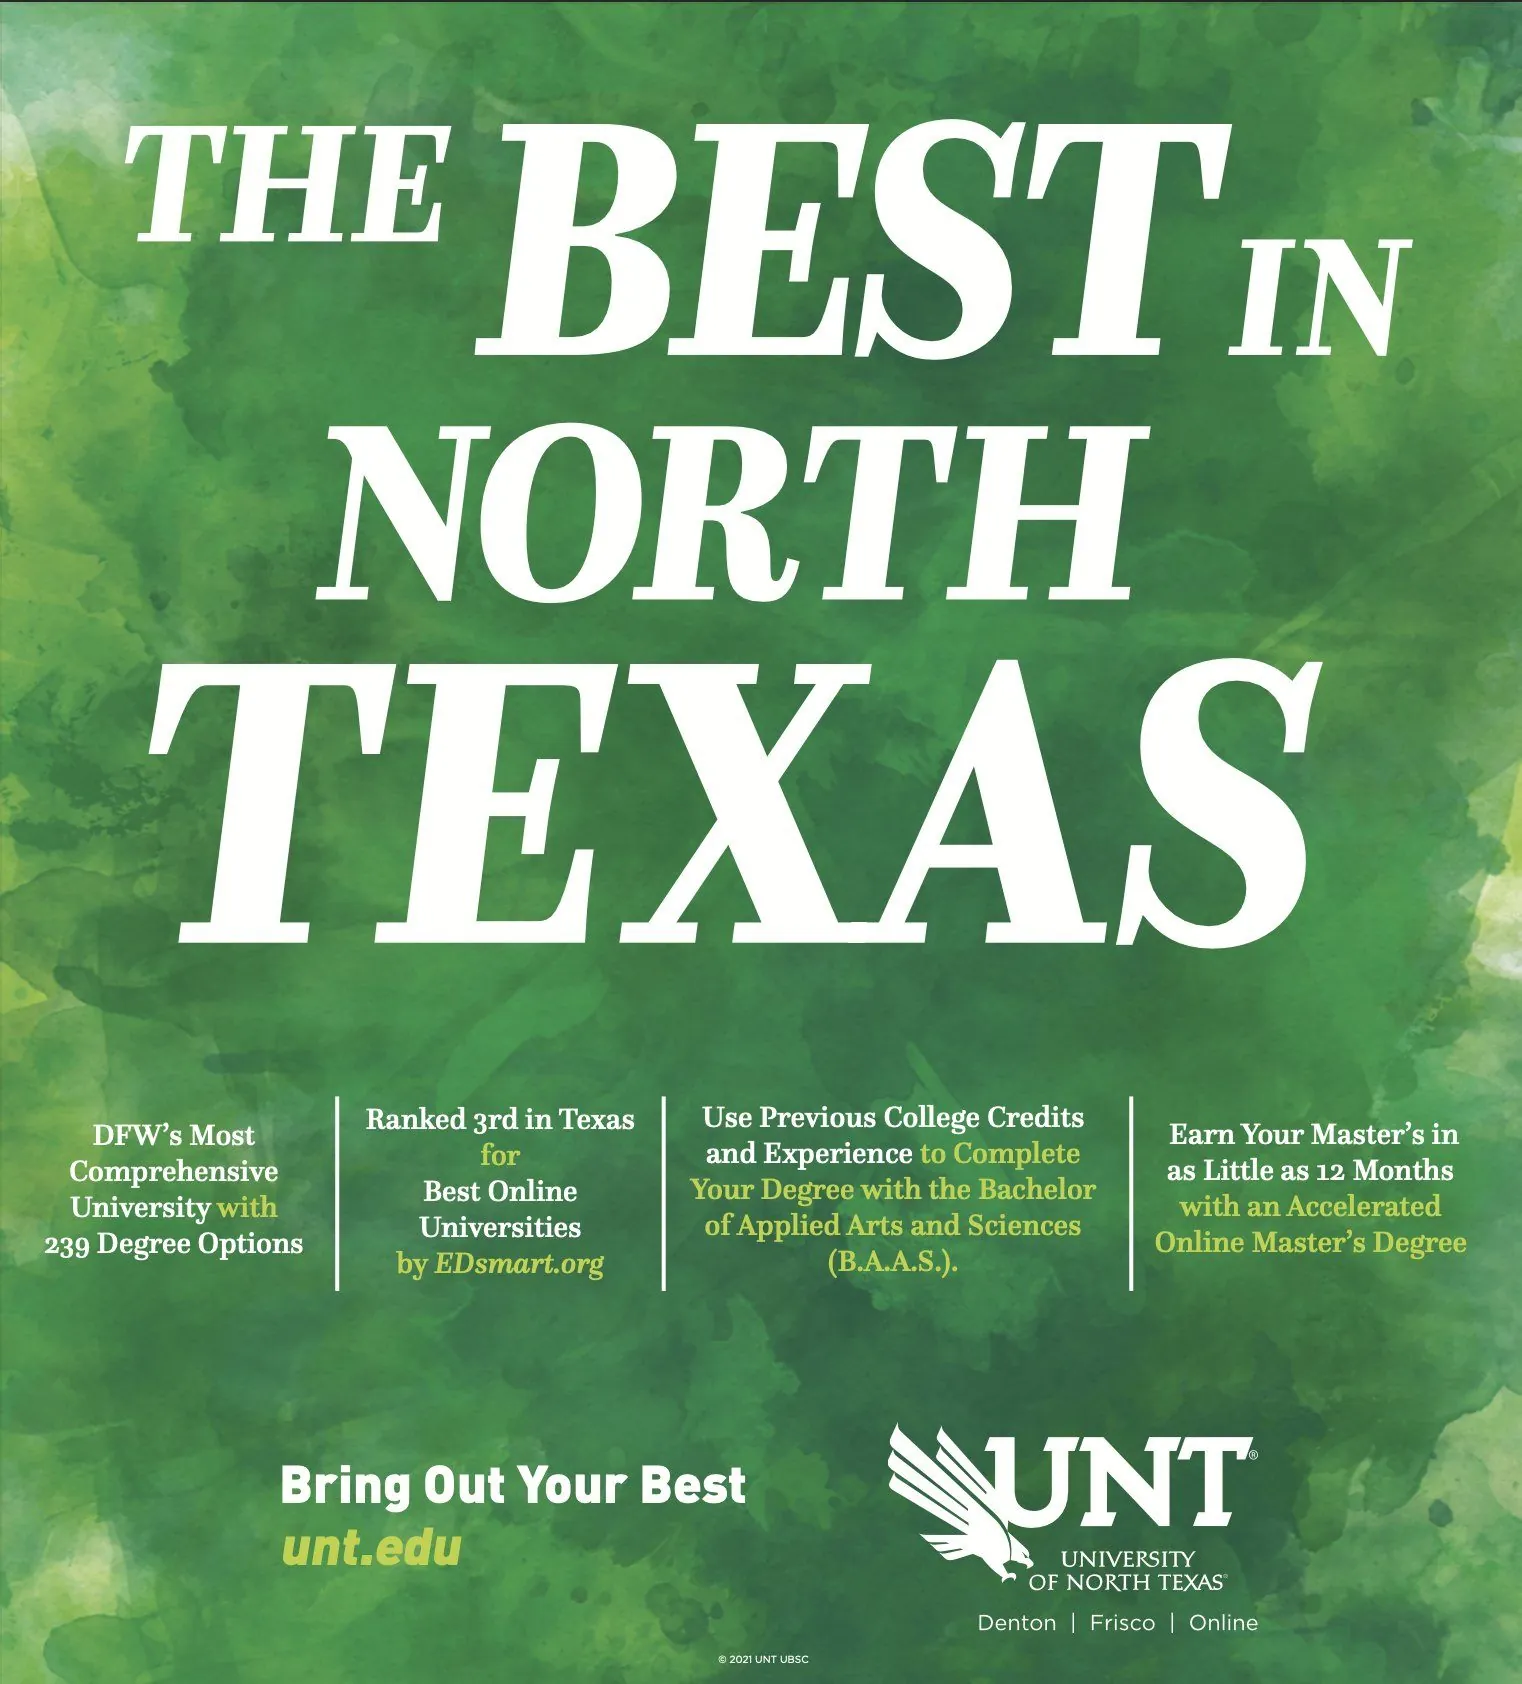 THE BEST IN
NORTH
TEXAS
DFW’s Most
Comprehensive
University with
239 Degree Options
Ranked 3rd in Texas
for
Best Online
Universities
by EDsmart.org
Use Previous College Credits
and Experience to Complete
Your Degree with the Bachelor
of Applied Arts and Sciences
(B.A.A.S.).
Earn Your Master’s in
as Little as 12 Months
with an Accelerated
Online Master’s Degree
Bring Out Your Best
unt.edu
UNT®
UNIVERSITY
OF NORTH TEXAS®
Denton | Frisco | Online
© 2021 UNT UBSC